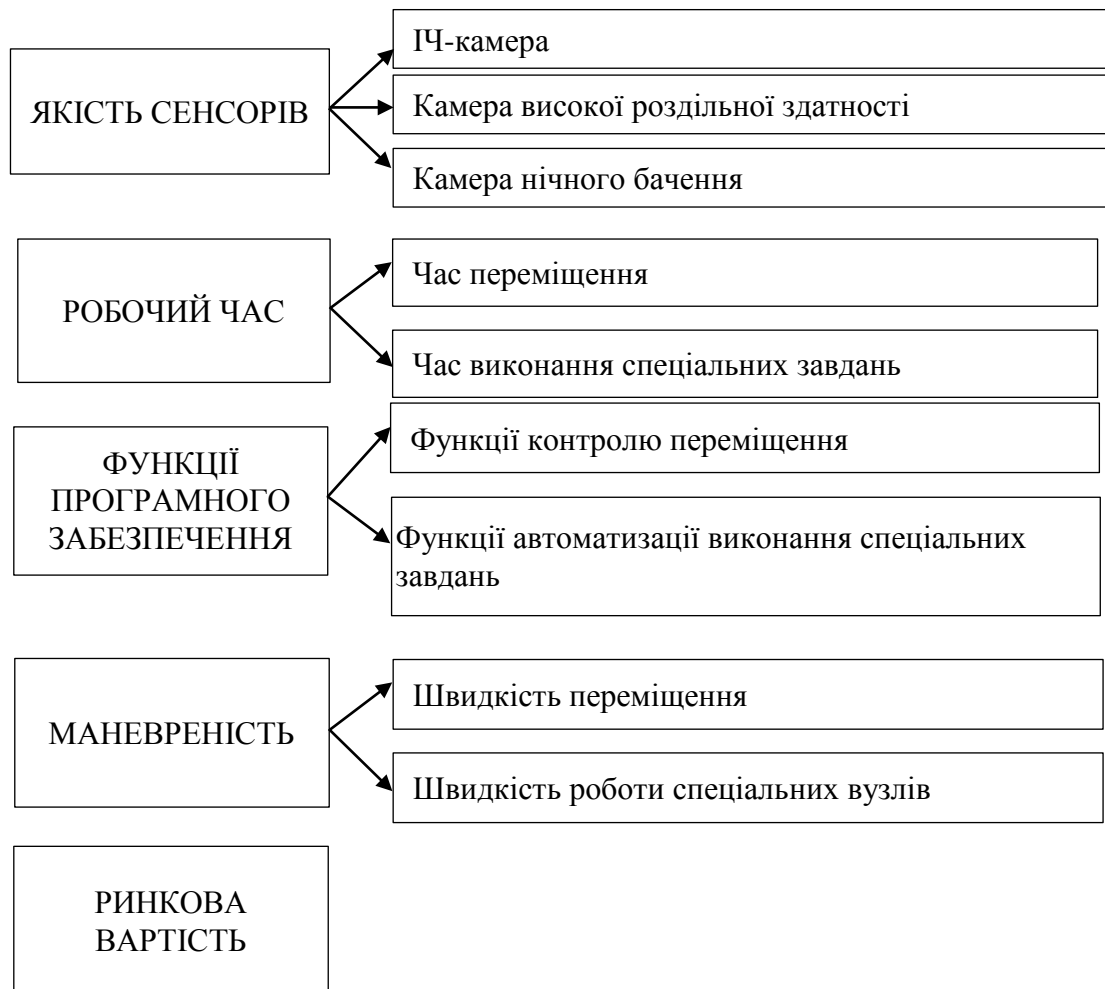 ЯКІСТЬ СЕНСОРІВ
ІЧ-камера
Камера високої роздільної здатності
Камера нічного бачення
РОБОЧИЙ ЧАС
Час переміщення
Час виконання спеціальних завдань
ФУНКЦІЇ
ПРОГРАМНОГО
ЗАБЕЗПЕЧЕННЯ
Функції контролю переміщення
Функції автоматизації виконання спеціальних
завдань
МАНЕВРЕНІСТЬ
Швидкість переміщення
Швидкість роботи спеціальних вузлів
РИНКОВА
ВАРТІСТЬ